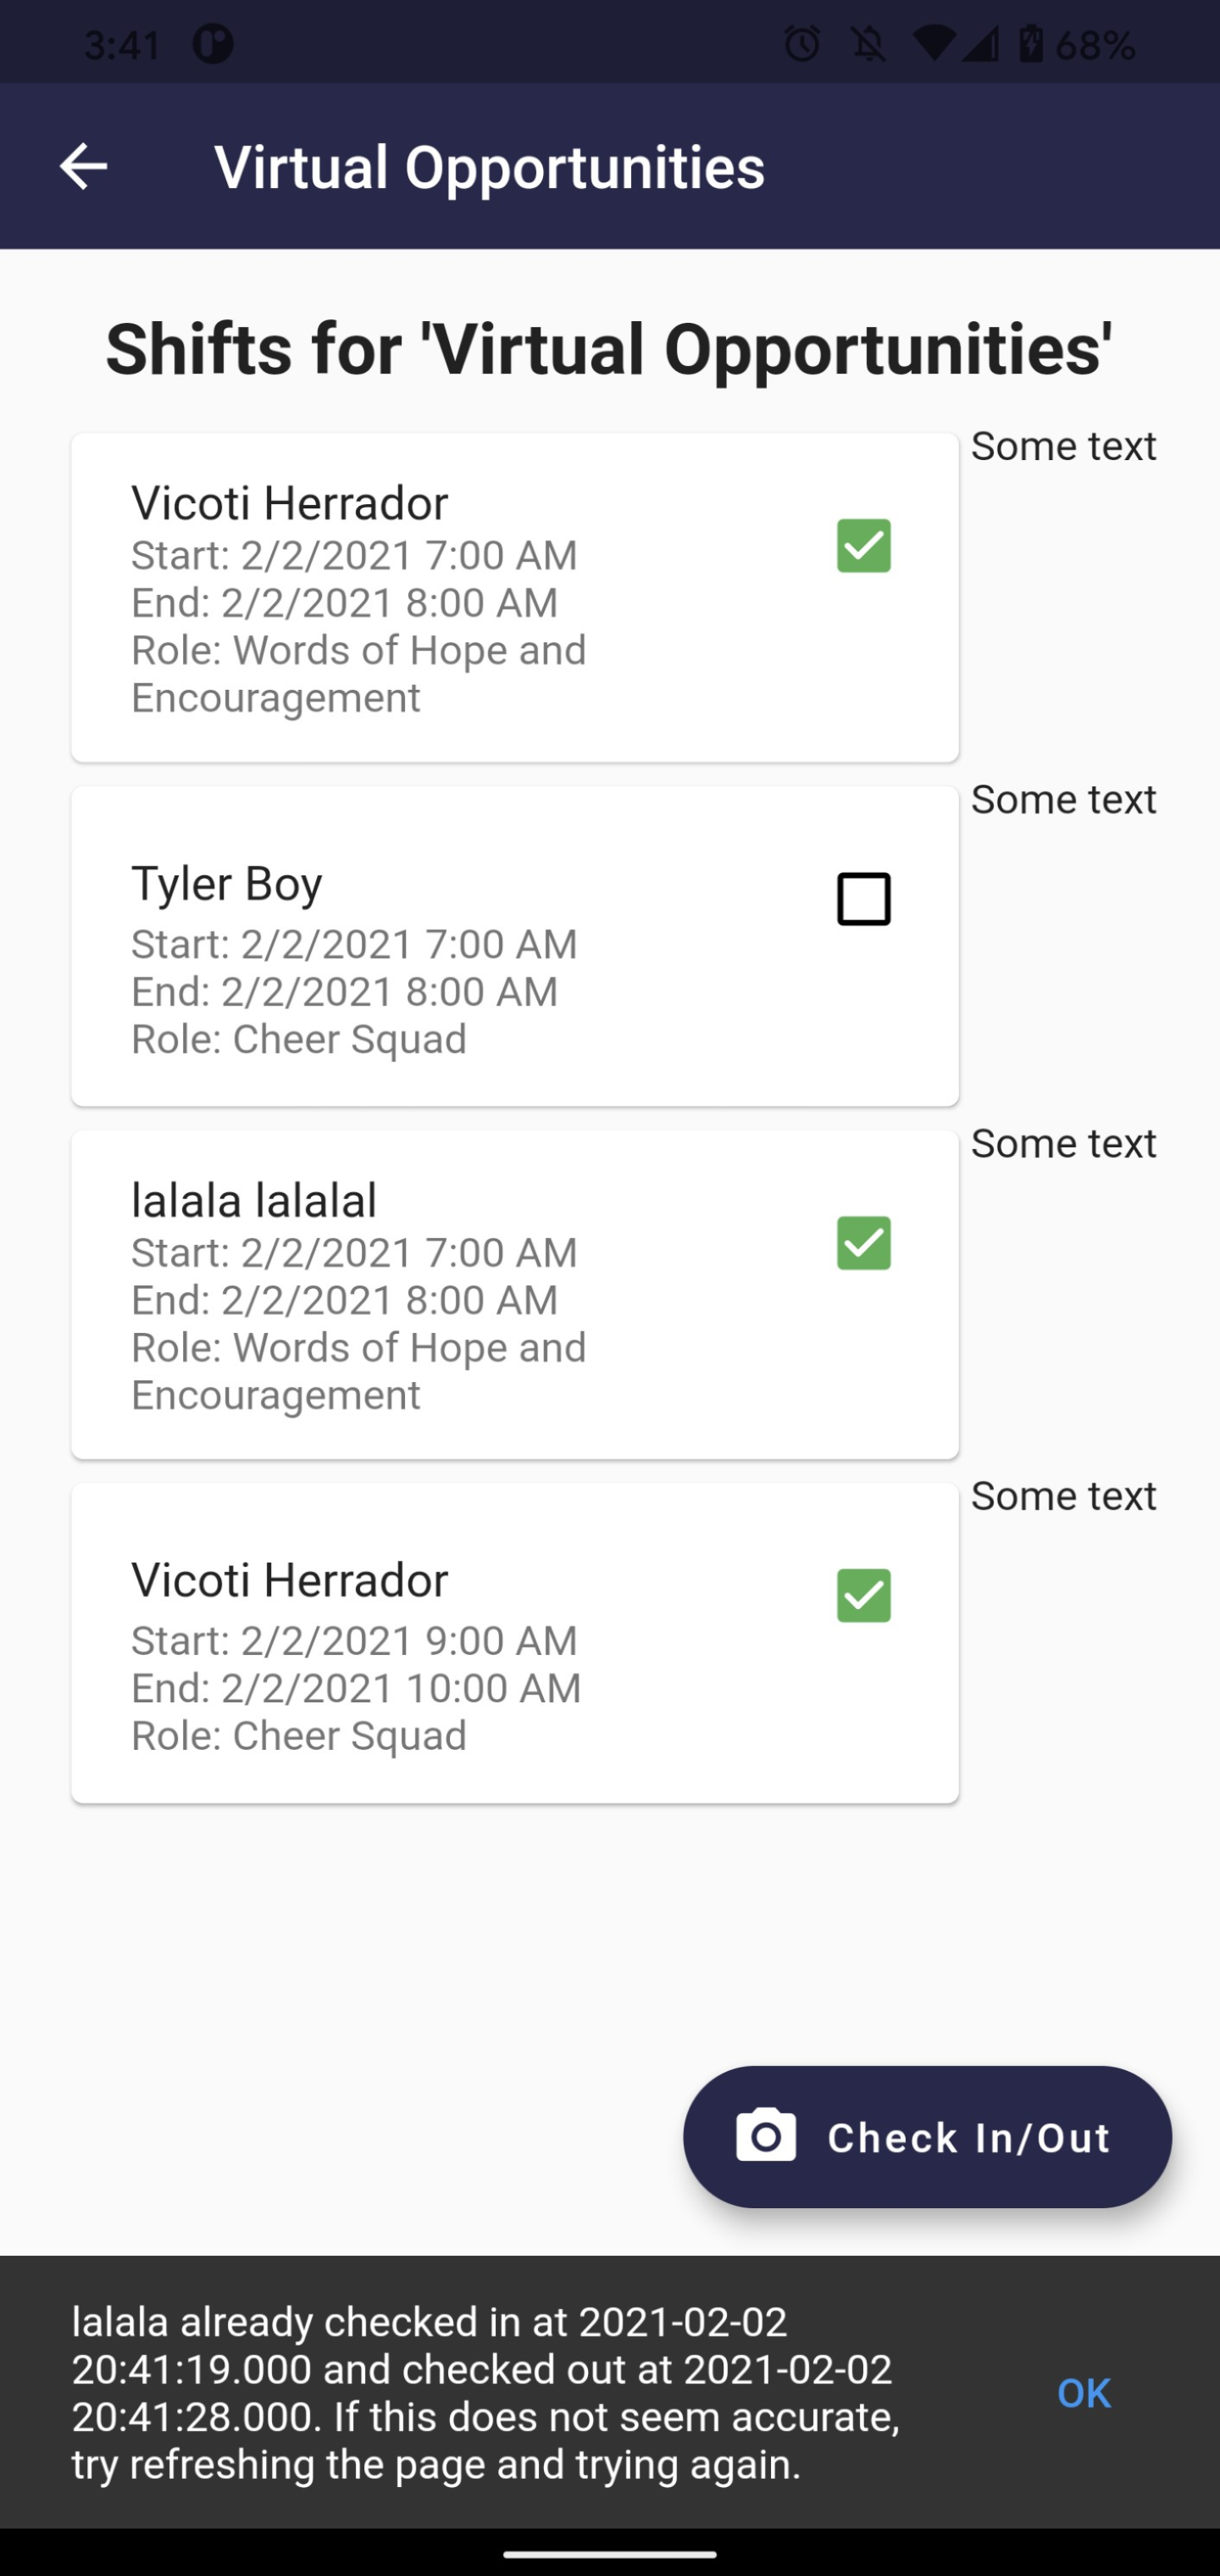 3:41 68%
Virtual Opportunities
Shifts for 'Virtual Opportunities'
Some text
Vicoti Herrador
Start: 2/2/2021 7:00 AM
End: 2/2/2021 8:00 AM
Role: Words of Hope and
Encouragement
Some text
Tyler Boy
Start: 2/2/2021 7:00 AM
End: 2/2/2021 8:00 AM
Role: Cheer Squad
Some text
lalala lalalal
Start: 2/2/2021 7:00 AM
End: 2/2/2021 8:00 AM
Role: Words of Hope and
Encouragement
Some text
Vicoti Herrador
Start: 2/2/2021 9:00 AM
End: 2/2/2021 10:00 AM
Role: Cheer Squad
Check In/Out
lalala already checked in at 2021-02-02
20:41:19.000 and checked out at 2021-02-02
20:41:28.000. If this does not seem accurate,
try refreshing the page and trying again.
OK